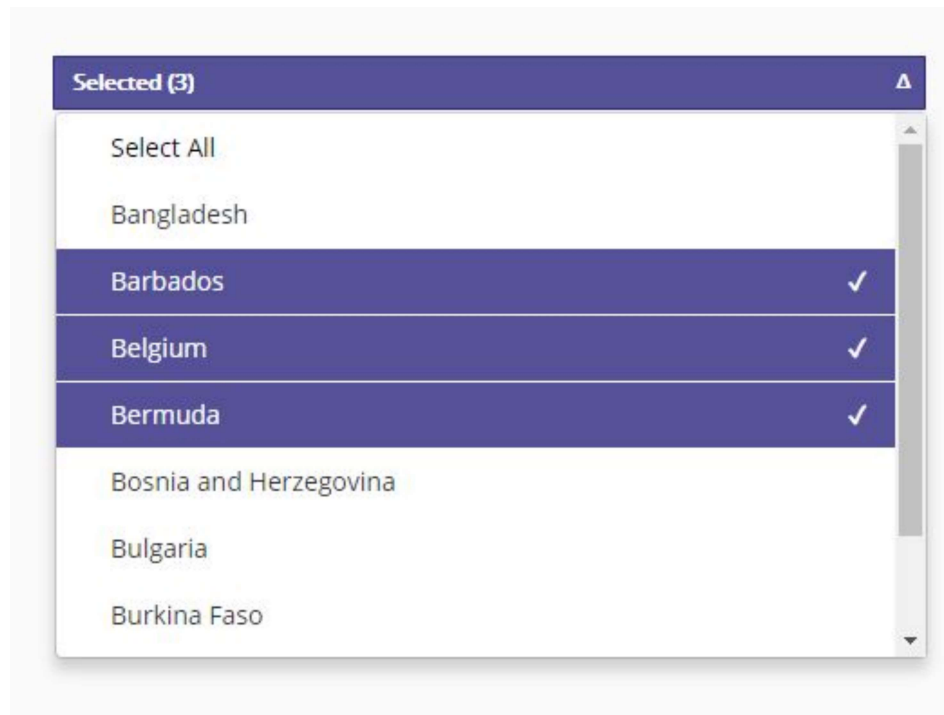 Selected (3)
Select All
Bangladesh
Barbados
Belgium
Bermuda
Bosnia and Herzegovina
Bulgaria
Burkina Faso